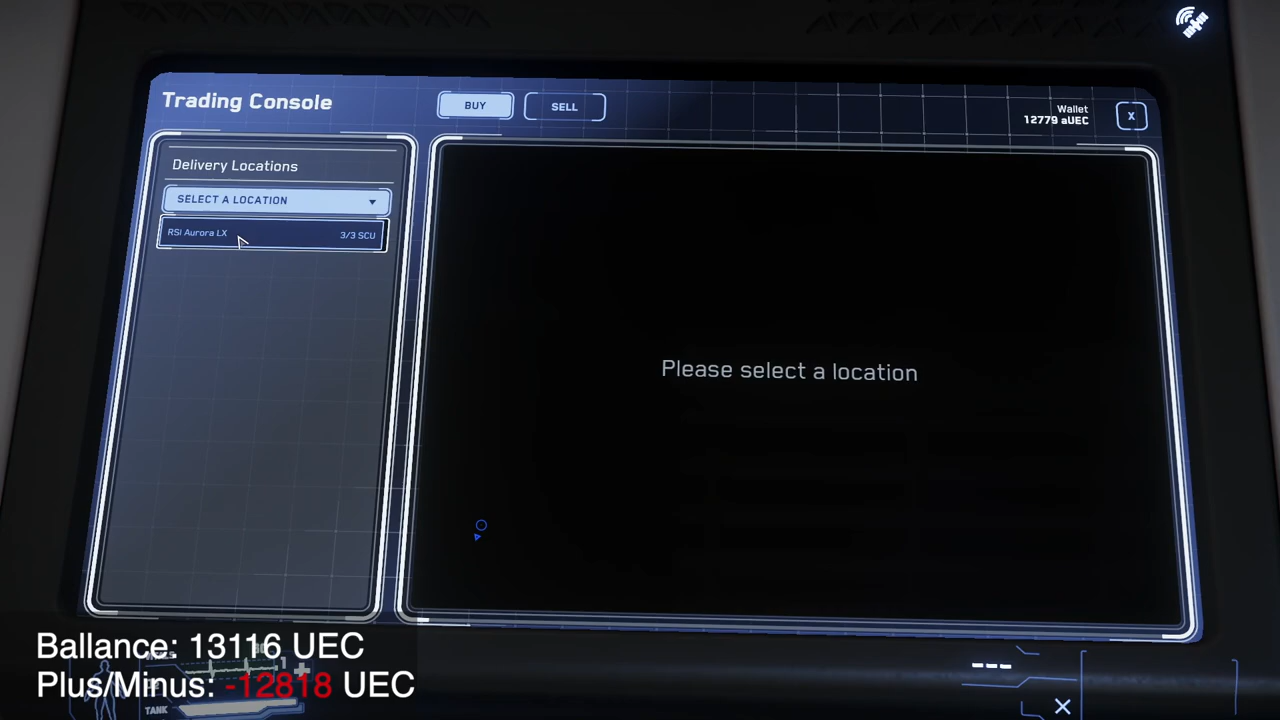 Trading Console
BUY
SELL
Wallet
12779 aUEC
X
Delivery Locations
SELECT A LOCATION
RSI Aurora LX
3/3 SCU
Please select a location
Ballance: 13116 UEC
Plus/Minus: -12818 UEC
TANK